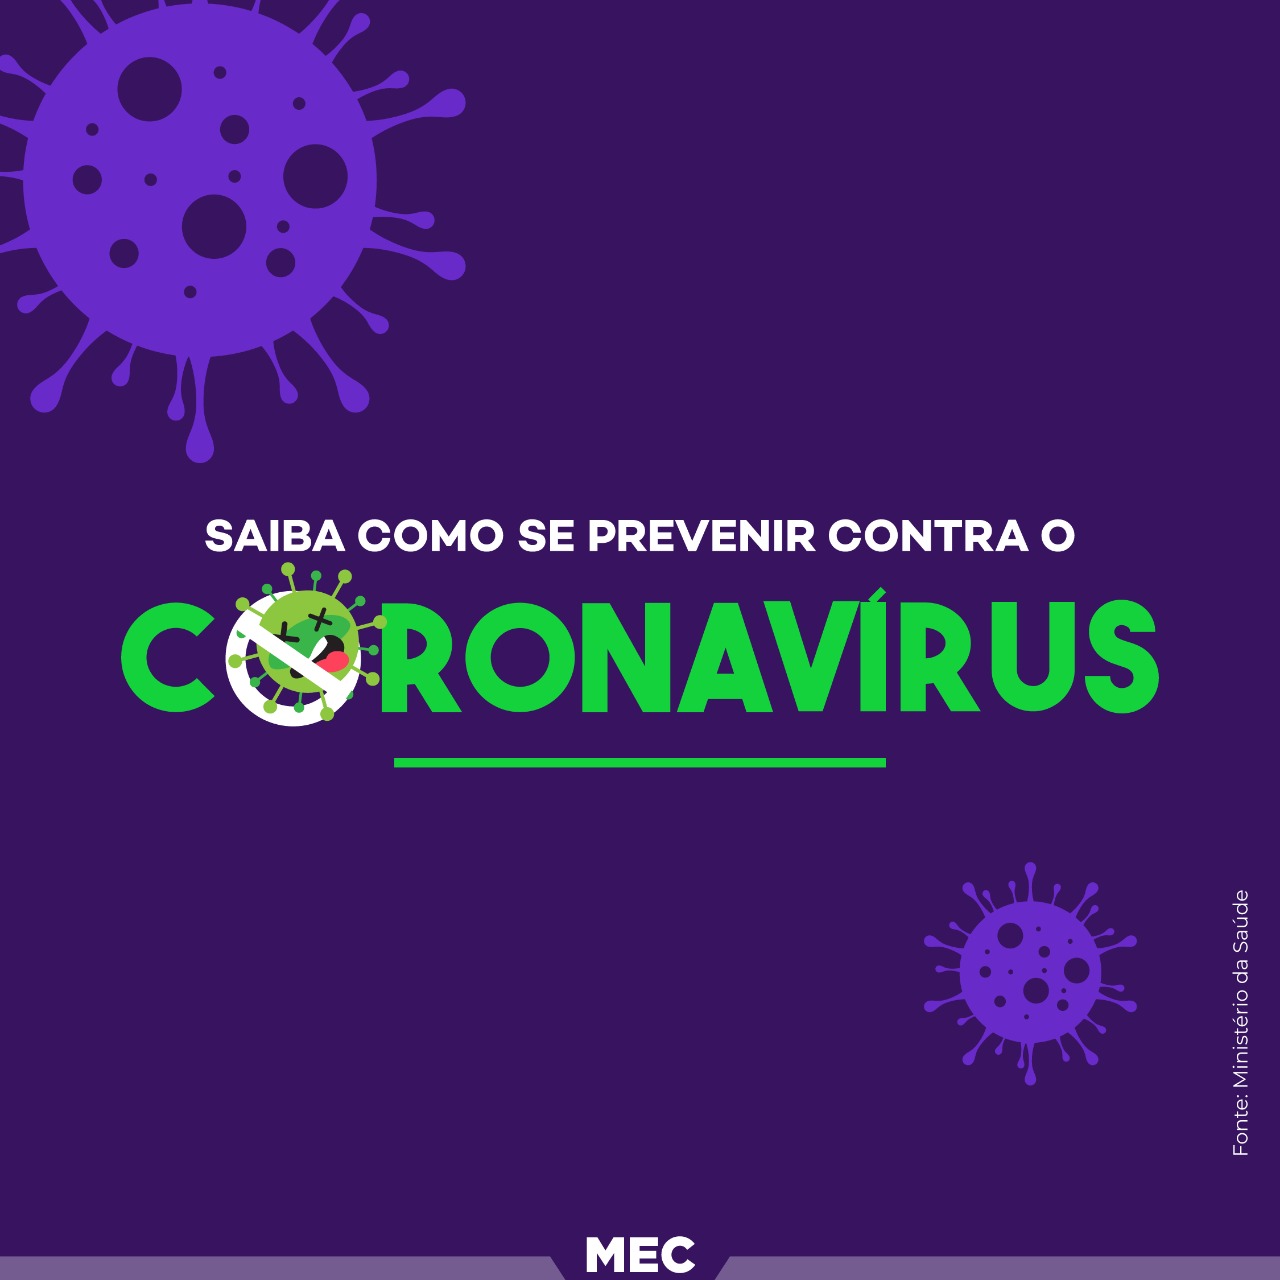 SAIBA COMO SE PREVENIR CONTRA O
CORONAVÍRUS
Fonte: Ministério da Saúde
MEC